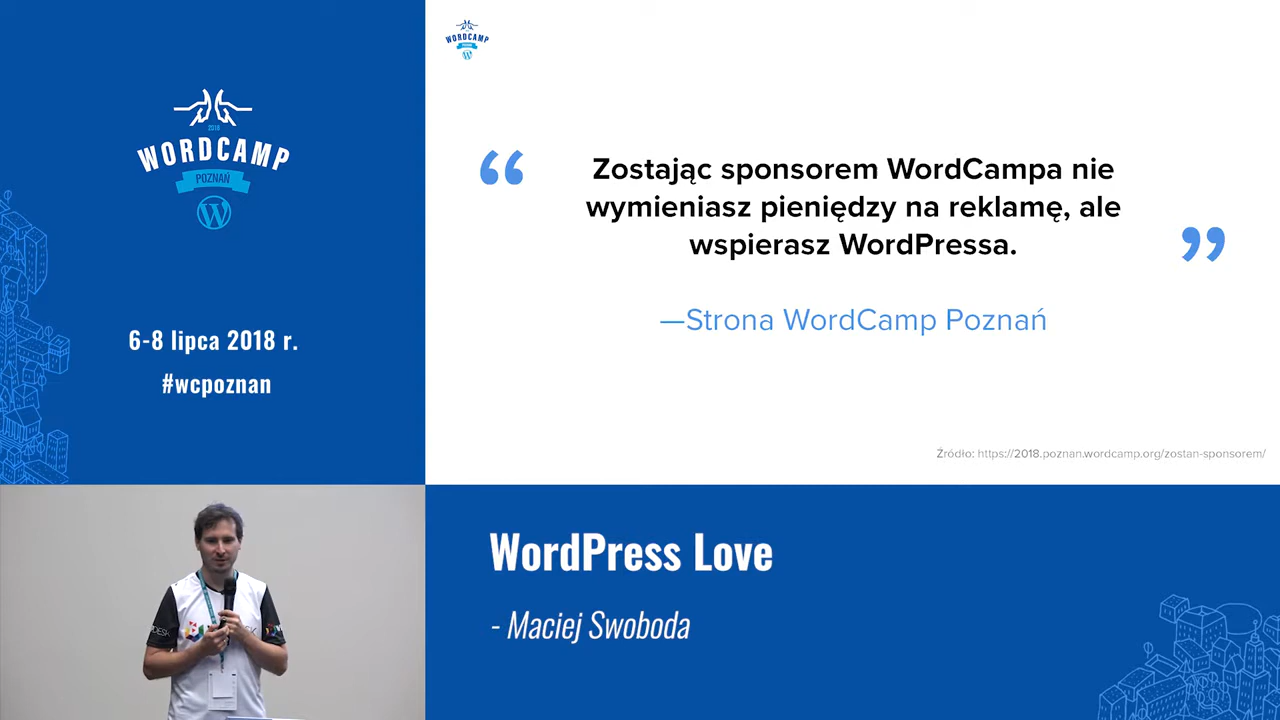 2018
WORDCAMP
POZNAŃ
6-8 lipca 2018 r.
#wcpoznan
WORDCAMP
“ Zostając sponsorem WordCampa nie
wymieniasz pieniędzy na reklamę, ale
wspierasz WordPressa. ”
—Strona WordCamp Poznań
Źródło: https://2018.poznan.wordcamp.org/zostan-sponsorem/
WordPress Love
- Maciej Swoboda